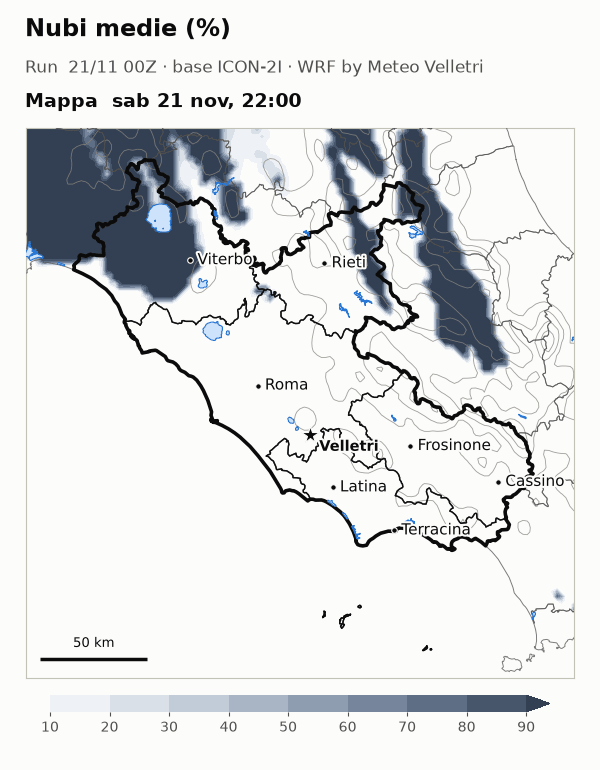 Nubi medie (%)
Run  21/11 00Z · base ICON-2I · WRF by Meteo Velletri
Mappa  sab 21 nov, 22:00
Viterbo
Rieti
Roma
Velletri
Frosinone
Cassino
Latina
Terracina
50 km
10 20 30 40 50 60 70 80 90